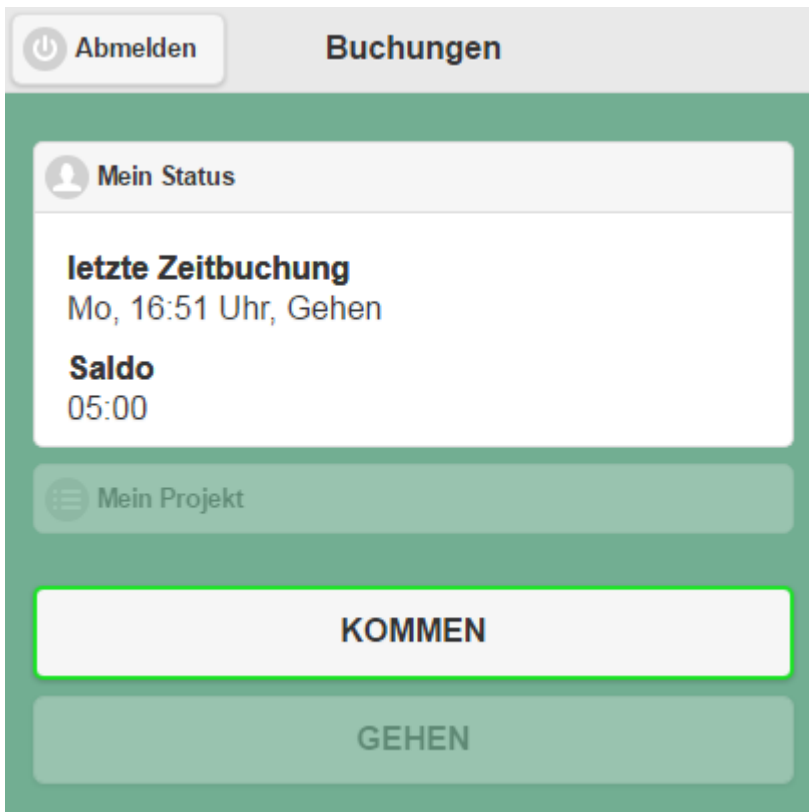 Abmelden
Buchungen
Mein Status
letzte Zeitbuchung
Mo, 16:51 Uhr, Gehen
Saldo
05:00
Mein Projekt
KOMMEN
GEHEN